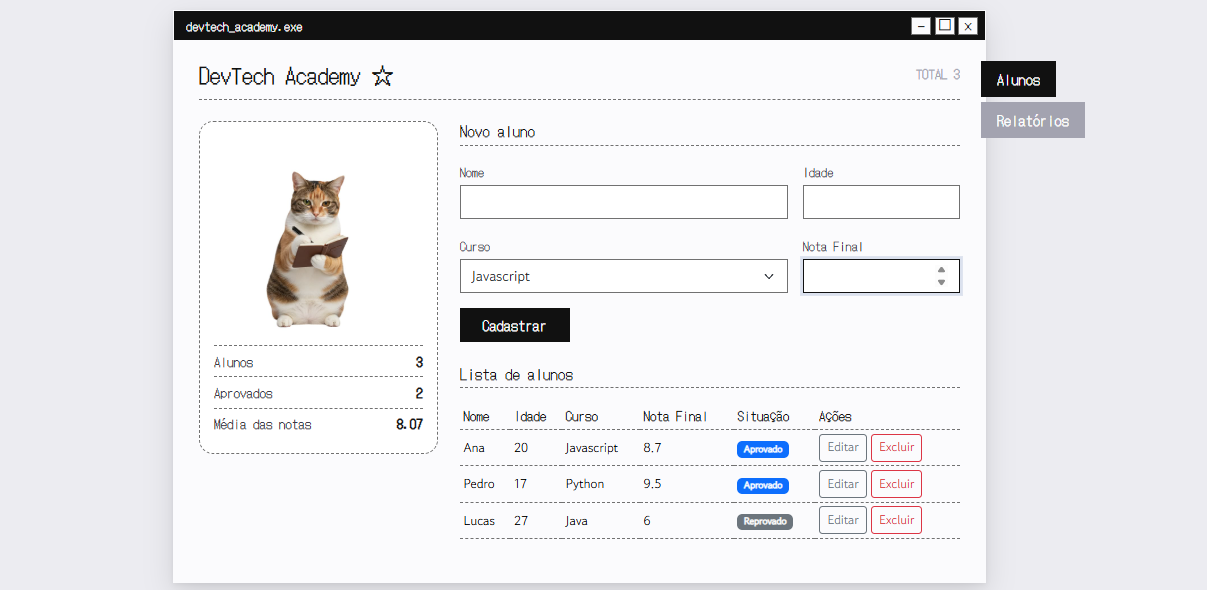 devtech_academy.exe
DevTech Academy ☆
TOTAL 3
Alunos
Relatórios
Alunos 3
Aprovados 2
Média das notas 8.07
Novo aluno
Nome Idade
Curso Nota Final
Javascript
Cadastrar
Lista de alunos
Nome Idade Curso Nota Final Situação Ações
Ana 20 Javascript 8.7 Aprovado Editar Excluir
Pedro 17 Python 9.5 Aprovado Editar Excluir
Lucas 27 Java 6 Reprovado Editar Excluir